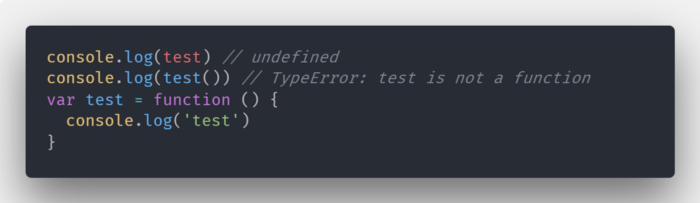 console.log(test) // undefined
console.log(test()) // TypeError: test is not a function
var test = function () {
  console.log('test')
}